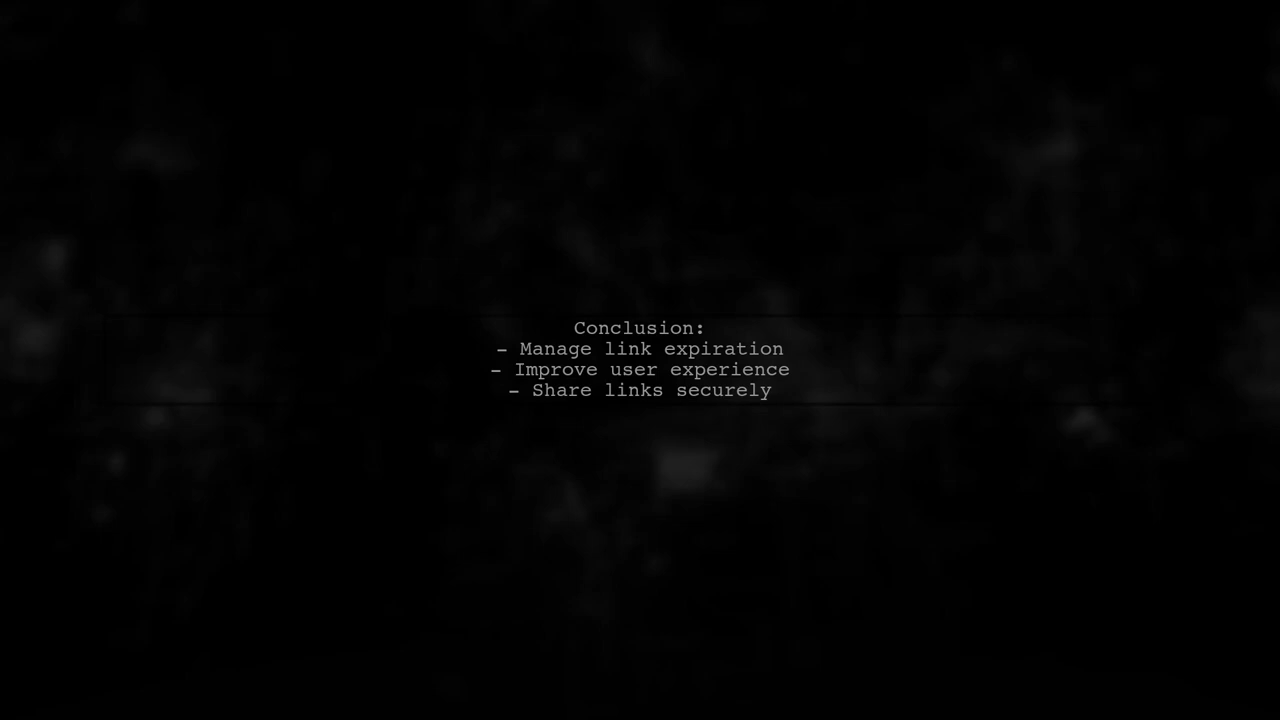 Conclusion:
- Manage link expiration
- Improve user experience
- Share links securely